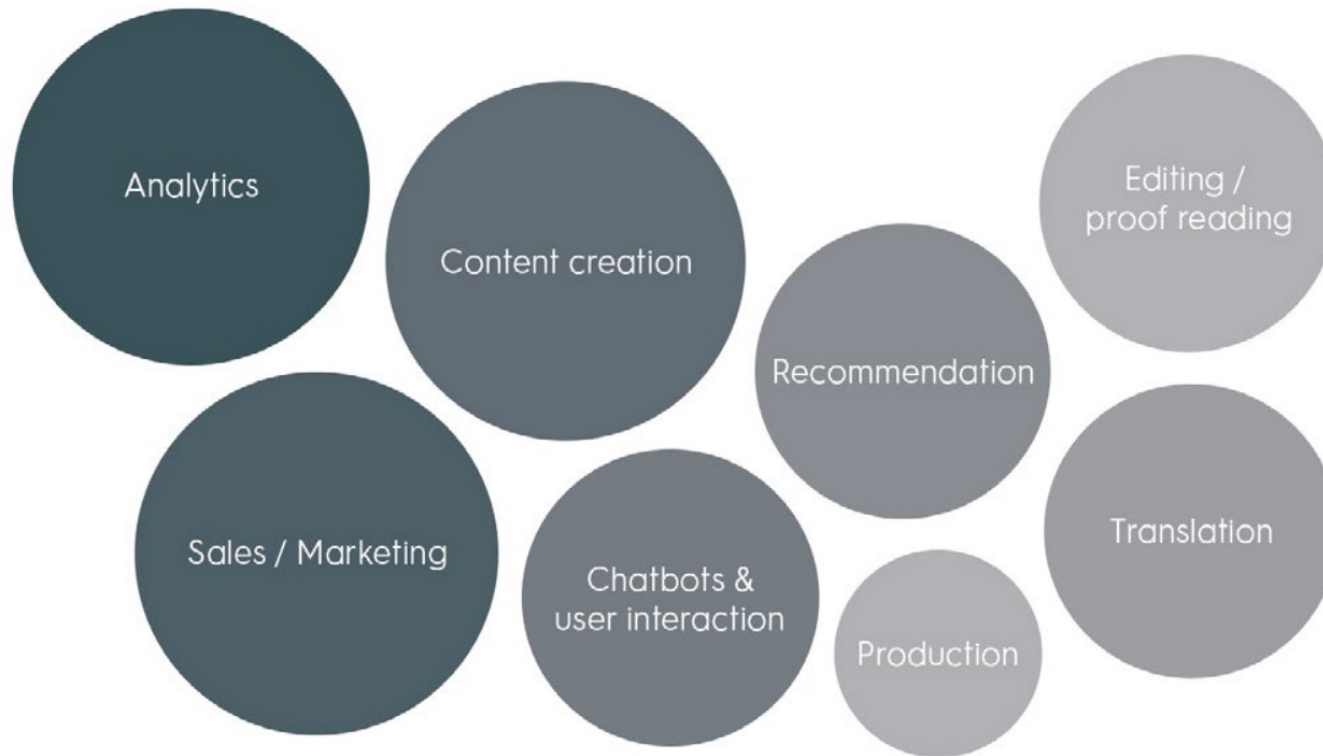 Analytics
Content creation
Editing /
proof reading
Recommendation
Sales / Marketing
Chatbots &
user interaction
Translation
Production